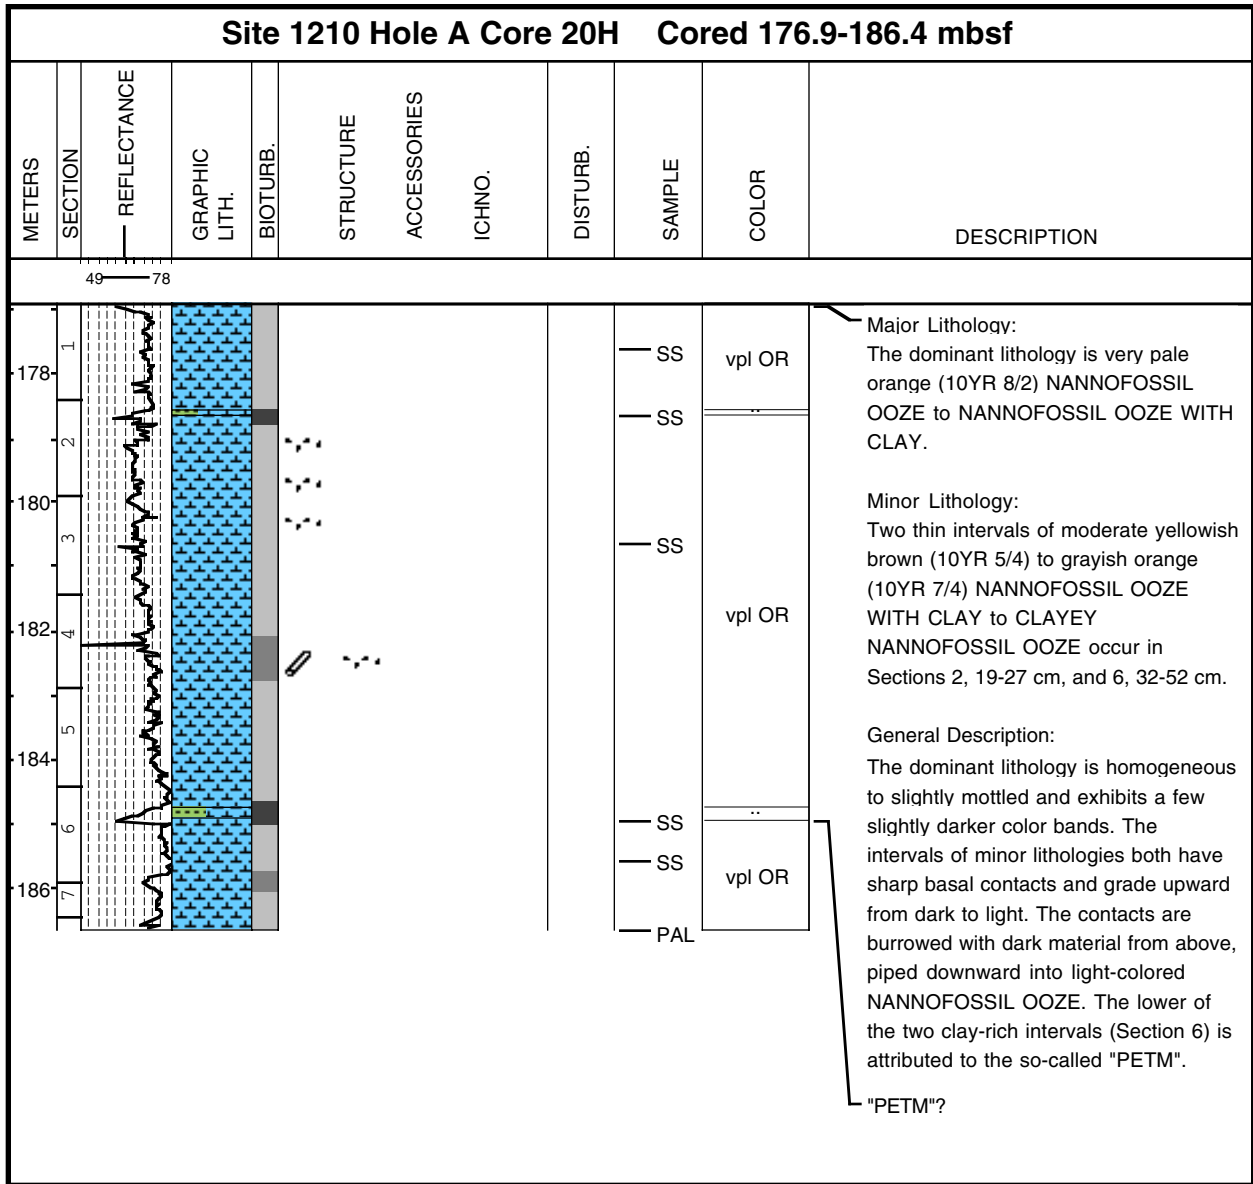 Site 1210 Hole A Core 20H Cored 176.9-186.4 mbsf
METERS
SECTION
REFLECTANCE
GRAPHIC
LITH.
BIOTURB.
STRUCTURE
ACCESSORIES
ICHNO.
DISTURB.
SAMPLE
COLOR
DESCRIPTION
49 78
178
180
182
184
186
1
2
3
4
5
6
7
SS
SS
SS
SS
SS
PAL
vpl OR
..
vpl OR
..
vpl OR
Major Lithology:
The dominant lithology is very pale
orange (10YR 8/2) NANNOFOSSIL
OOZE to NANNOFOSSIL OOZE WITH
CLAY.
Minor Lithology:
Two thin intervals of moderate yellowish
brown (10YR 5/4) to grayish orange
(10YR 7/4) NANNOFOSSIL OOZE
WITH CLAY to CLAYEY
NANNOFOSSIL OOZE occur in
Sections 2, 19-27 cm, and 6, 32-52 cm.
General Description:
The dominant lithology is homogeneous
to slightly mottled and exhibits a few
slightly darker color bands. The
intervals of minor lithologies both have
sharp basal contacts and grade upward
from dark to light. The contacts are
burrowed with dark material from above,
piped downward into light-colored
NANNOFOSSIL OOZE. The lower of
the two clay-rich intervals (Section 6) is
attributed to the so-called "PETM".
"PETM"?